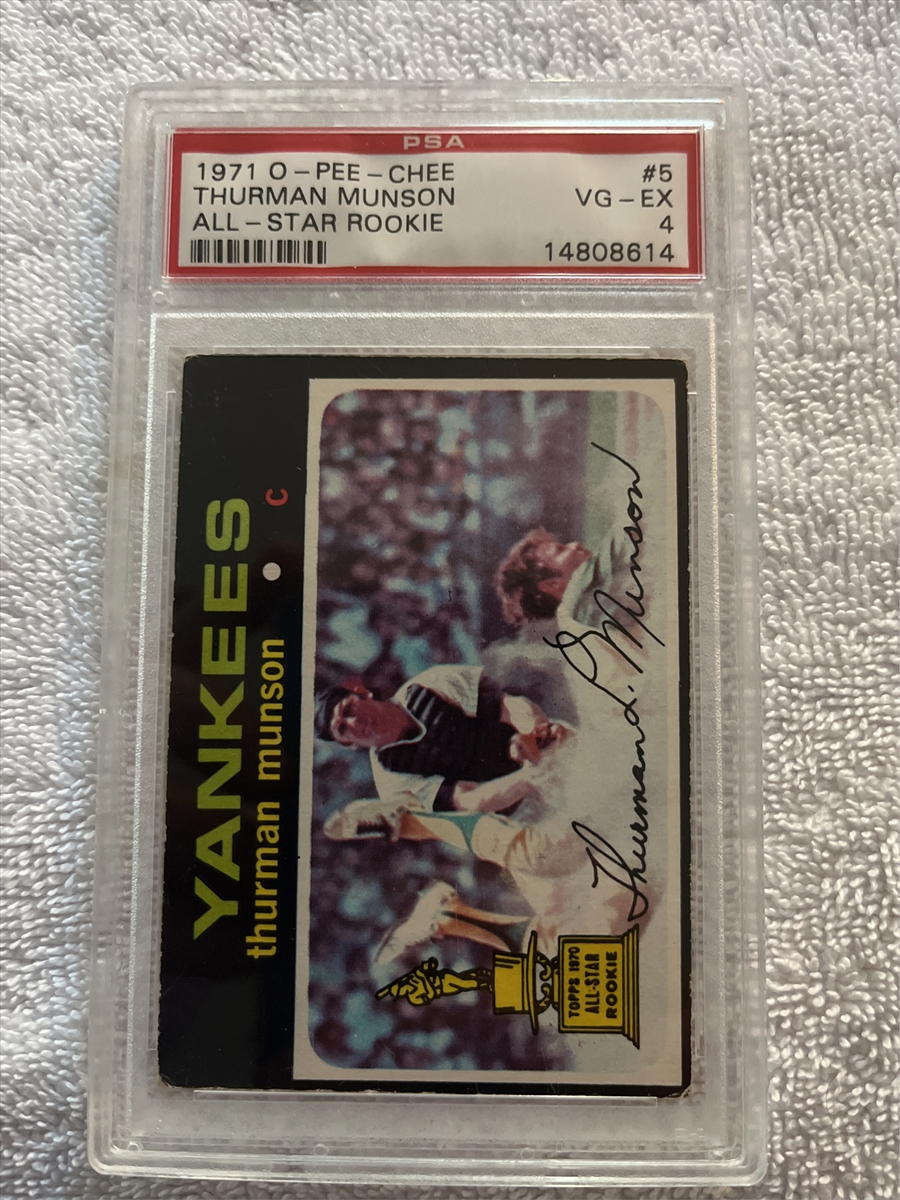 PSA
1971 O-PEE-CHEE #5
THURMAN MUNSON VG-EX
ALL-STAR ROOKIE 4
14808614
YANKEES
thurman munson • c
Thurman L. Munson
TOPPS 1970
ALL-STAR
ROOKIE